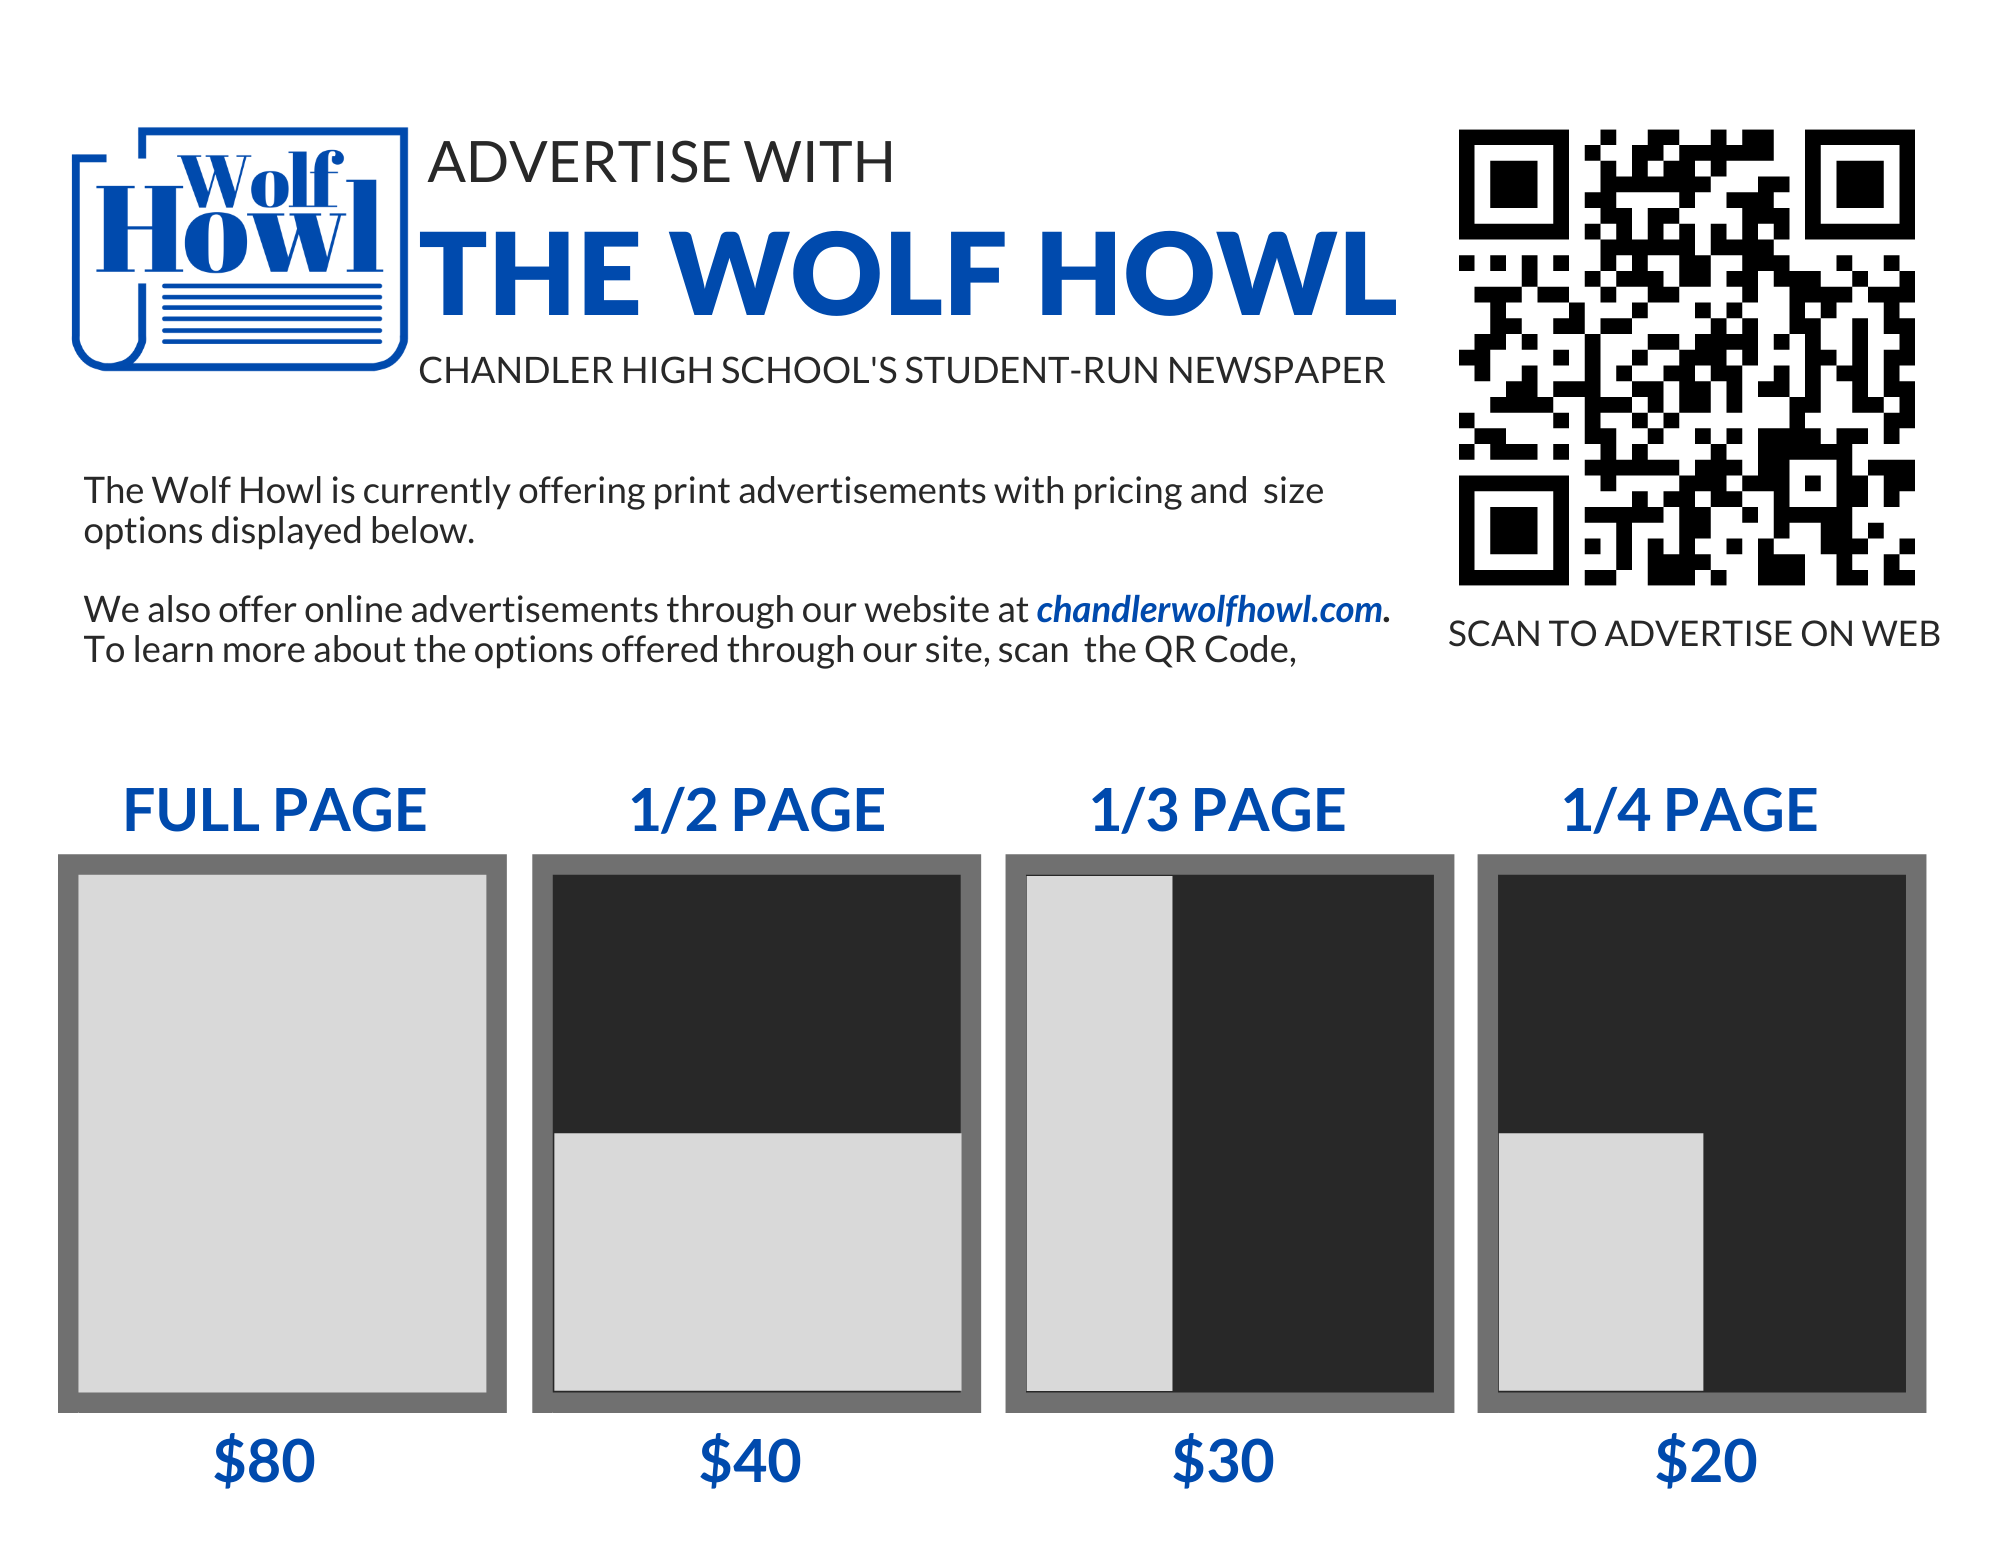 Wolf
Howl
ADVERTISE WITH
THE WOLF HOWL
CHANDLER HIGH SCHOOL'S STUDENT-RUN NEWSPAPER
The Wolf Howl is currently offering print advertisements with pricing and  size
options displayed below.
We also offer online advertisements through our website at chandlerwolfhowl.com.
To learn more about the options offered through our site, scan  the QR Code,
SCAN TO ADVERTISE ON WEB
FULL PAGE
1/2 PAGE
1/3 PAGE
1/4 PAGE
$80
$40
$30
$20